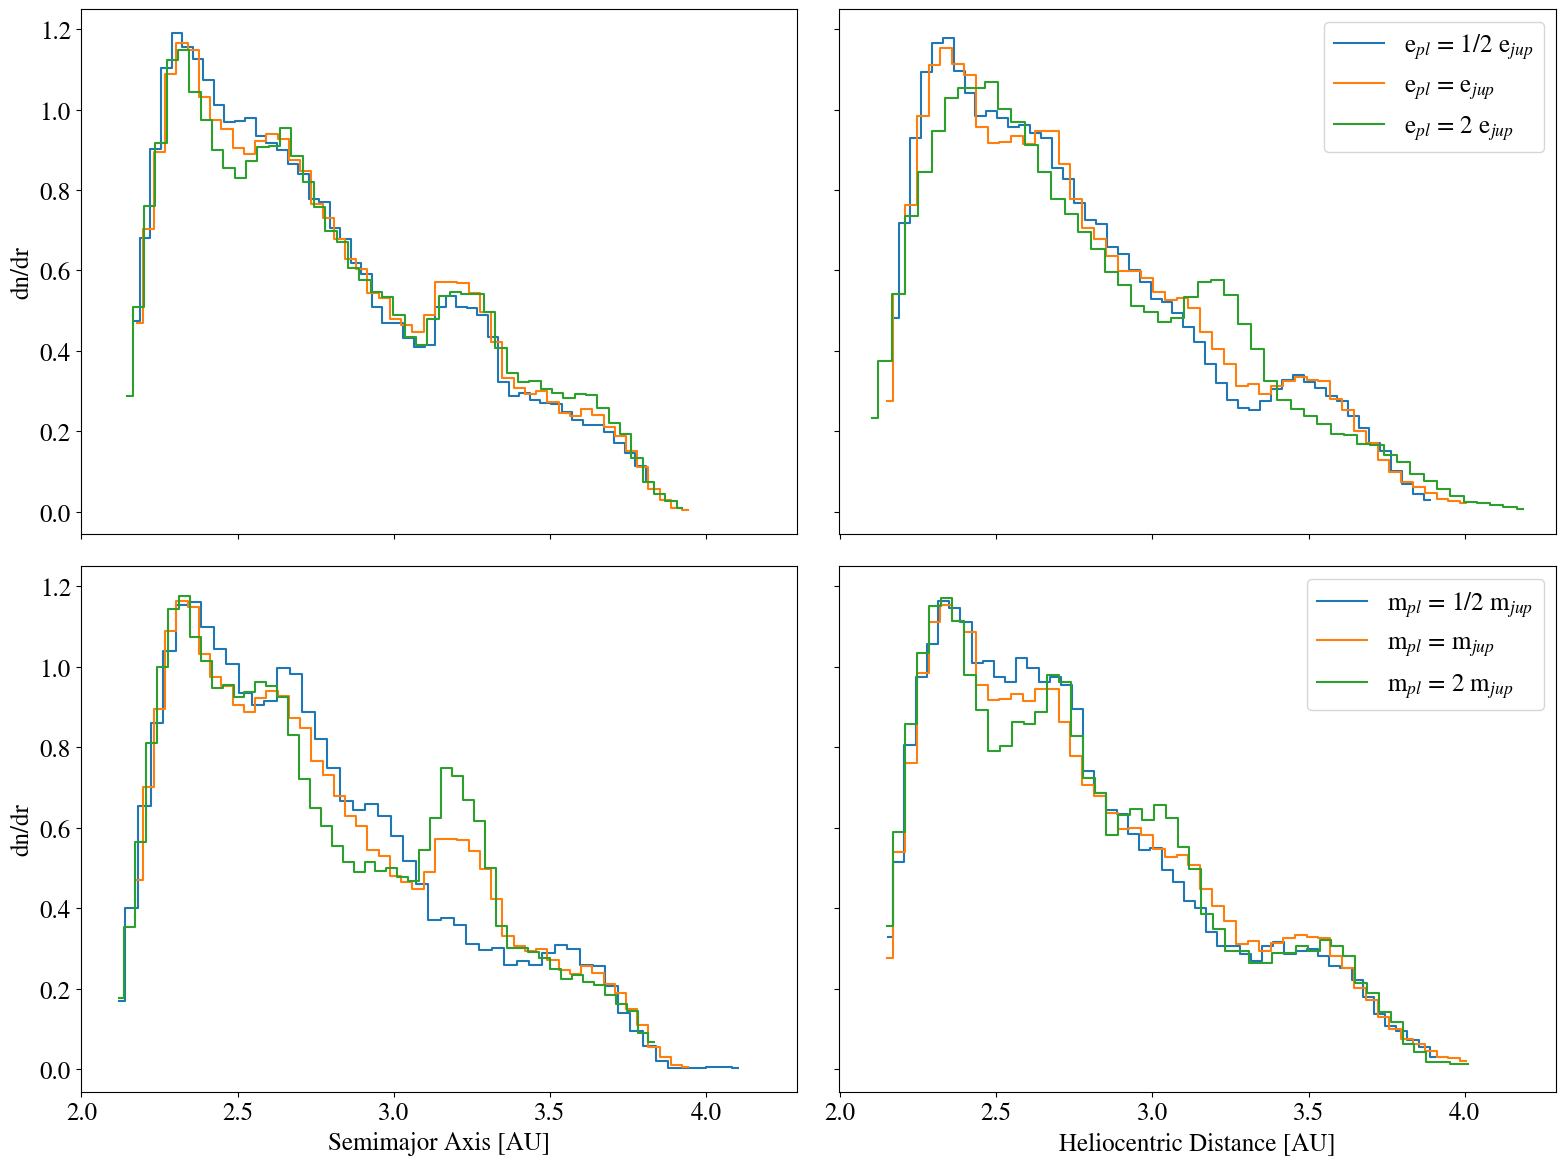 1.2
1.0
0.8
0.6
0.4
0.2
0.0
dn/dr
e_pl = 1/2 e_jup
e_pl = e_jup
e_pl = 2 e_jup
1.2
1.0
0.8
0.6
0.4
0.2
0.0
dn/dr
m_pl = 1/2 m_jup
m_pl = m_jup
m_pl = 2 m_jup
2.0 2.5 3.0 3.5 4.0
Semimajor Axis [AU]
2.0 2.5 3.0 3.5 4.0
Heliocentric Distance [AU]